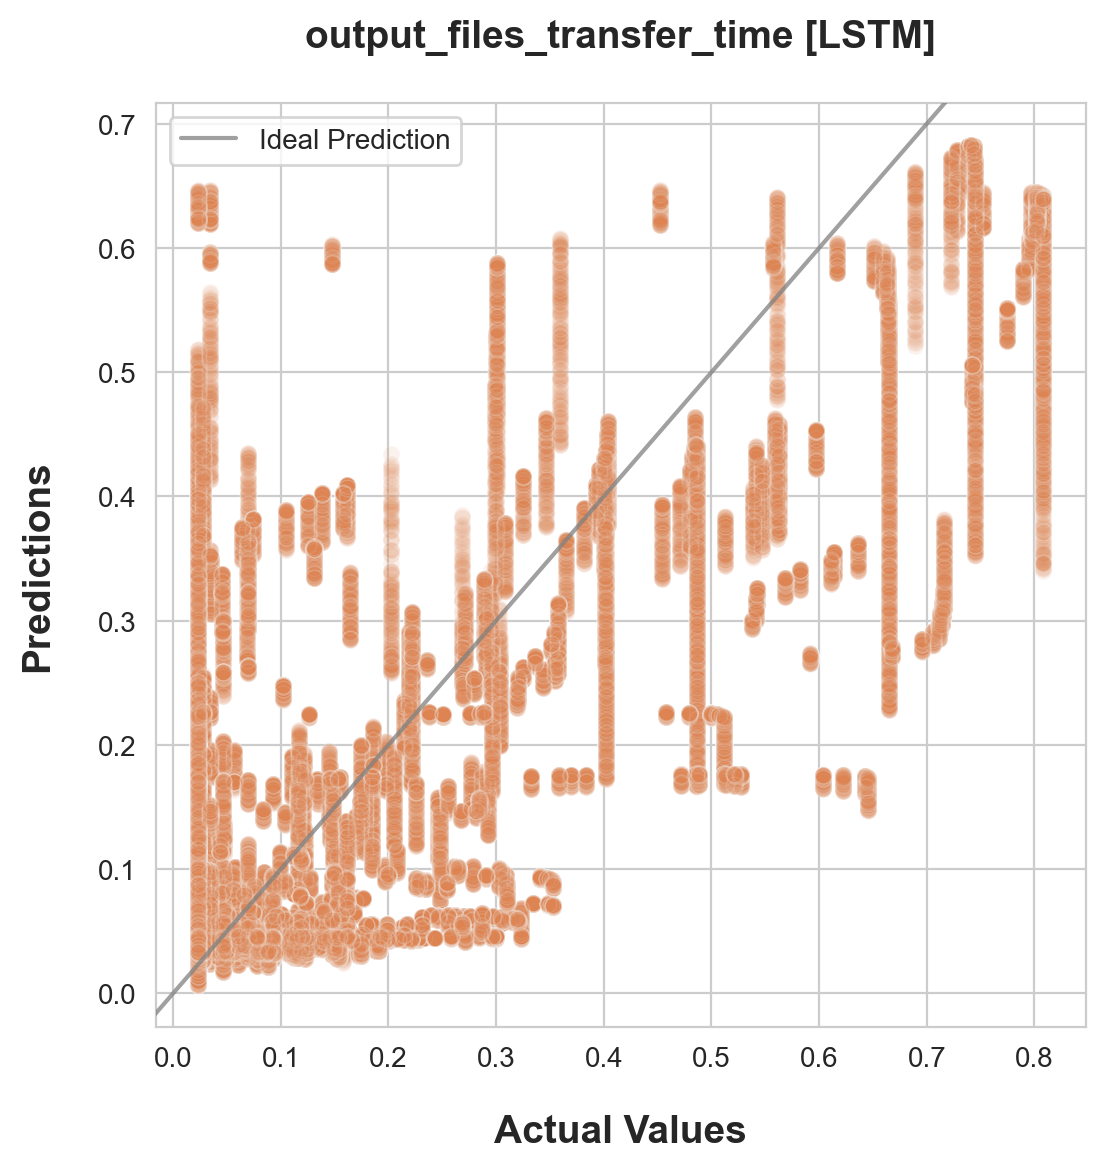 output_files_transfer_time [LSTM]
Ideal Prediction
0.7
0.6
0.5
0.4
0.3
0.2
0.1
0.0
Predictions
0.0 0.1 0.2 0.3 0.4 0.5 0.6 0.7 0.8
Actual Values